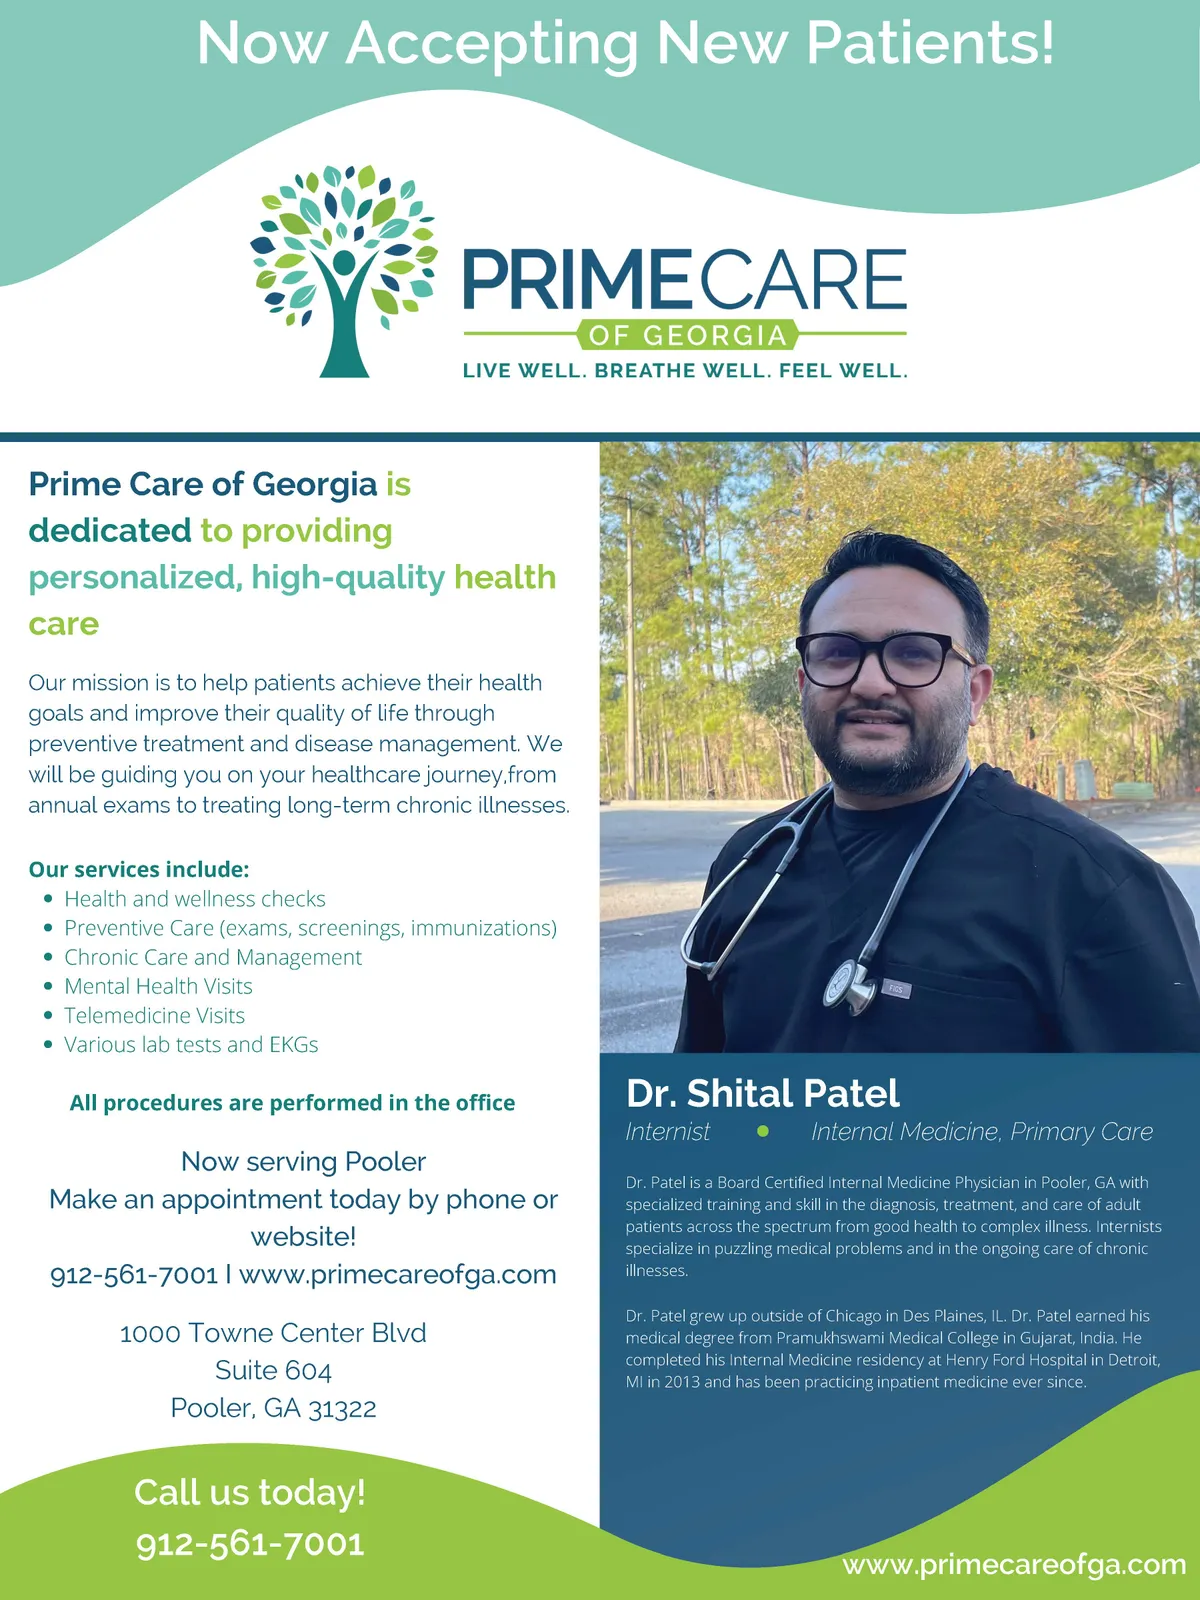 Now Accepting New Patients!
PRIMECARE
OF GEORGIA
LIVE WELL. BREATHE WELL. FEEL WELL.
Prime Care of Georgia is
dedicated to providing
personalized, high-quality health
care
Our mission is to help patients achieve their health
goals and improve their quality of life through
preventive treatment and disease management. We
will be guiding you on your healthcare journey,from
annual exams to treating long-term chronic illnesses.
Our services include:
• Health and wellness checks
• Preventive Care (exams, screenings, immunizations)
• Chronic Care and Management
• Mental Health Visits
• Telemedicine Visits
• Various lab tests and EKGs
All procedures are performed in the office
Now serving Pooler
Make an appointment today by phone or
website!
912-561-7001 I www.primecareofga.com
1000 Towne Center Blvd
Suite 604
Pooler, GA 31322
Call us today!
912-561-7001
FIGS
Dr. Shital Patel
Internist • Internal Medicine, Primary Care
Dr. Patel is a Board Certified Internal Medicine Physician in Pooler, GA with
specialized training and skill in the diagnosis, treatment, and care of adult
patients across the spectrum from good health to complex illness. Internists
specialize in puzzling medical problems and in the ongoing care of chronic
illnesses.
Dr. Patel grew up outside of Chicago in Des Plaines, IL. Dr. Patel earned his
medical degree from Pramukhswami Medical College in Gujarat, India. He
completed his Internal Medicine residency at Henry Ford Hospital in Detroit,
MI in 2013 and has been practicing inpatient medicine ever since.
www.primecareofga.com